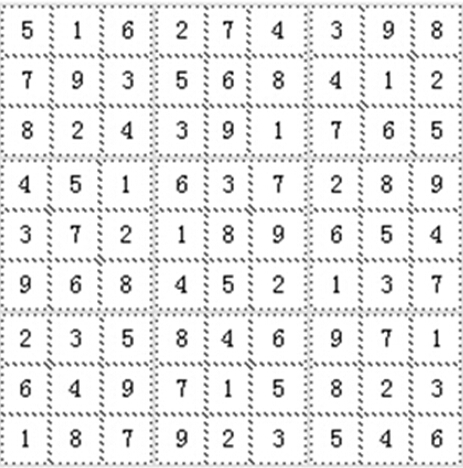 5 1 6 2 7 4 3 9 8
7 9 3 5 6 8 4 1 2
8 2 4 3 9 1 7 6 5
4 5 1 6 3 7 2 8 9
3 7 2 1 8 9 6 5 4
9 6 8 4 5 2 1 3 7
2 3 5 8 4 6 9 7 1
6 4 9 7 1 5 8 2 3
1 8 7 9 2 3 5 4 6